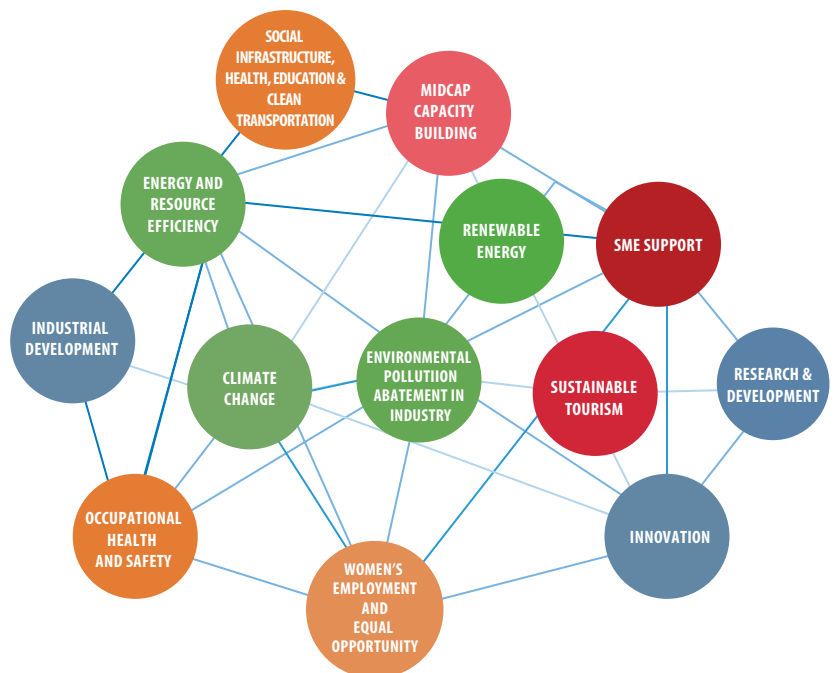 SOCIAL
INFRASTRUCTURE,
HEALTH, EDUCATION &
CLEAN
TRANSPORTATION
MIDCAP
CAPACITY
BUILDING
ENERGY AND
RESOURCE
EFFICIENCY
RENEWABLE
ENERGY
SME SUPPORT
INDUSTRIAL
DEVELOPMENT
CLIMATE
CHANGE
ENVIRONMENTAL
POLLUTIION
ABATEMENT IN
INDUSTRY
SUSTAINABLE
TOURISM
RESEARCH &
DEVELOPMENT
OCCUPATIONAL
HEALTH
AND SAFETY
WOMEN'S
EMPLOYMENT
AND
EQUAL
OPPORTUNITY
INNOVATION